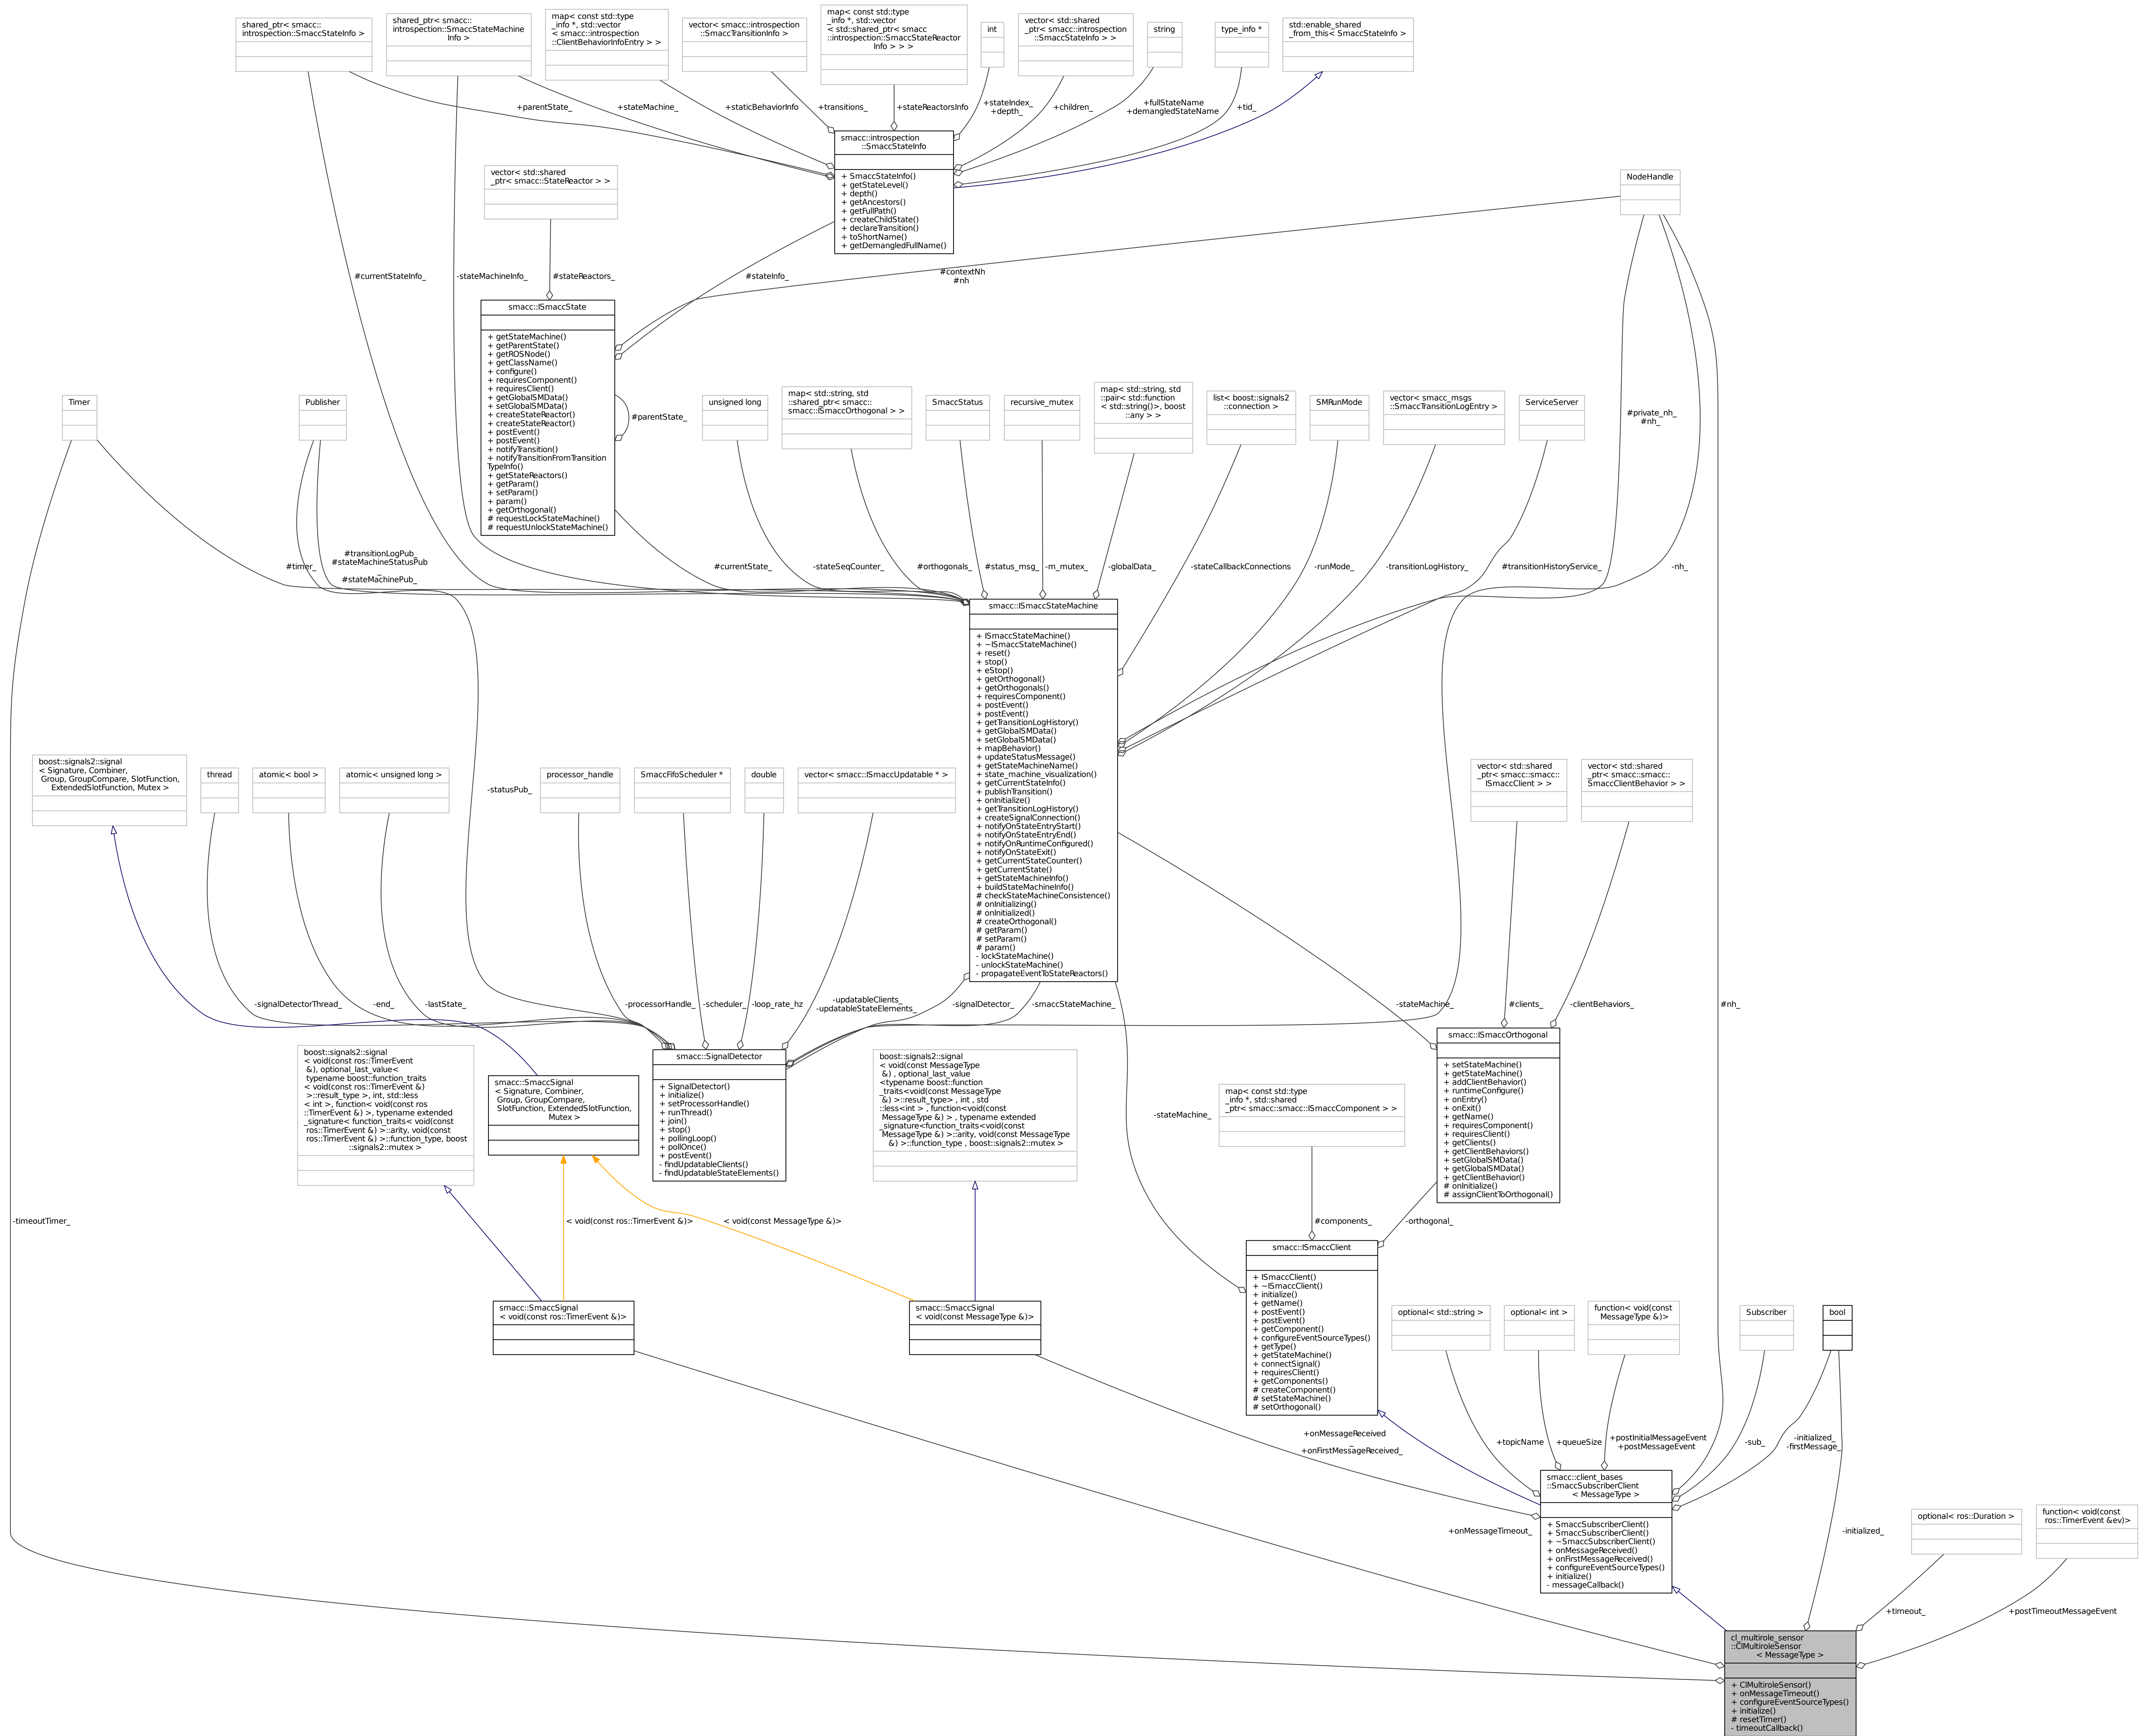 shared_ptr< smacc::
introspection::SmaccStateInfo >
shared_ptr< smacc::
introspection::SmaccStateMachine
Info >
map< const std::type
_info *, std::vector
< smacc::introspection
::ClientBehaviorInfoEntry > >
vector< smacc::introspection
::SmaccTransitionInfo >
map< const std::type
_info *, std::vector
< std::shared_ptr< smacc
::introspection::SmaccStateReactor
Info > > >
int
vector< std::shared
_ptr< smacc::introspection
::SmaccStateInfo > >
string
type_info *
std::enable_shared
_from_this< SmaccStateInfo >
+parentState_
+stateMachine_
+staticBehaviorInfo
+transitions_
+stateReactorsInfo
+stateIndex_
+depth_
+children_
+fullStateName
+demangledStateName
+tid_
smacc::introspection
::SmaccStateInfo
+ SmaccStateInfo()
+ getStateLevel()
+ depth()
+ getAncestors()
+ getFullPath()
+ createChildState()
+ declareTransition()
+ toShortName()
+ getDemangledFullName()
vector< std::shared
_ptr< smacc::StateReactor > >
NodeHandle
#currentStateInfo_
-stateMachineInfo_
#stateReactors_
#stateInfo_
#contextNh
#nh
smacc::ISmaccState
+ getStateMachine()
+ getParentState()
+ getROSNode()
+ getClassName()
+ configure()
+ requiresComponent()
+ requiresClient()
+ getGlobalSMData()
+ setGlobalSMData()
+ createStateReactor()
+ createStateReactor()
+ postEvent()
+ postEvent()
+ notifyTransition()
+ notifyTransitionFromTransition
TypeInfo()
+ getStateReactors()
+ getParam()
+ setParam()
+ param()
+ getOrthogonal()
# requestLockStateMachine()
# requestUnlockStateMachine()
#parentState_
Timer
Publisher
unsigned long
map< std::string, std
::shared_ptr< smacc::
smacc::ISmaccOrthogonal > >
SmaccStatus
recursive_mutex
map< std::string, std
::pair< std::function
< std::string()>, boost
::any > >
list< boost::signals2
::connection >
SMRunMode
vector< smacc_msgs
::SmaccTransitionLogEntry >
ServiceServer
#private_nh_
#nh_
#timer_
#transitionLogPub_
#stateMachineStatusPub
_
#stateMachinePub_
#currentState_
-stateSeqCounter_
#orthogonals_
#status_msg_
-m_mutex_
-globalData_
-stateCallbackConnections
-runMode_
-transitionLogHistory_
#transitionHistoryService_
-nh_
smacc::ISmaccStateMachine
+ ISmaccStateMachine()
+ ~ISmaccStateMachine()
+ reset()
+ stop()
+ eStop()
+ getOrthogonal()
+ getOrthogonals()
+ requiresComponent()
+ postEvent()
+ postEvent()
+ getTransitionLogHistory()
+ getGlobalSMData()
+ setGlobalSMData()
+ mapBehavior()
+ updateStatusMessage()
+ getStateMachineName()
+ state_machine_visualization()
+ getCurrentStateInfo()
+ publishTransition()
+ onInitialize()
+ getTransitionLogHistory()
+ createSignalConnection()
+ notifyOnStateEntryStart()
+ notifyOnStateEntryEnd()
+ notifyOnRuntimeConfigured()
+ notifyOnStateExit()
+ getCurrentStateCounter()
+ getCurrentState()
+ getStateMachineInfo()
+ buildStateMachineInfo()
# checkStateMachineConsistence()
# onInitializing()
# onInitialized()
# createOrthogonal()
# getParam()
# setParam()
# param()
- lockStateMachine()
- unlockStateMachine()
- propagateEventToStateReactors()
boost::signals2::signal
< Signature, Combiner,
Group, GroupCompare, SlotFunction,
ExtendedSlotFunction, Mutex >
thread
atomic< bool >
atomic< unsigned long >
-statusPub_
processor_handle
SmaccFifoScheduler *
double
vector< smacc::ISmaccUpdatable * >
vector< std::shared
_ptr< smacc::smacc::
ISmaccClient > >
vector< std::shared
_ptr< smacc::smacc::
SmaccClientBehavior > >
-signalDetectorThread_
-end_
-lastState_
-processorHandle_
-scheduler_
-loop_rate_hz
-updatableClients_
-updatableStateElements_
-signalDetector_
-smaccStateMachine_
-stateMachine_
#clients_
-clientBehaviors_
#nh_
smacc::ISmaccOrthogonal
+ setStateMachine()
+ getStateMachine()
+ addClientBehavior()
+ runtimeConfigure()
+ onEntry()
+ onExit()
+ getName()
+ requiresComponent()
+ requiresClient()
+ getClients()
+ getClientBehaviors()
+ setGlobalSMData()
+ getGlobalSMData()
+ getClientBehavior()
# onInitialize()
# assignClientToOrthogonal()
boost::signals2::signal
< void(const ros::TimerEvent
&), optional_last_value<
typename boost::function_traits
< void(const ros::TimerEvent &)
>::result_type >, int, std::less
< int >, function< void(const ros
::TimerEvent &) >, typename extended
_signature< function_traits< void(const
ros::TimerEvent &) >::arity, void(const
ros::TimerEvent &) >::function_type, boost
::signals2::mutex >
smacc::SmaccSignal
< Signature, Combiner,
Group, GroupCompare,
SlotFunction, ExtendedSlotFunction,
Mutex >
smacc::SignalDetector
+ SignalDetector()
+ initialize()
+ setProcessorHandle()
+ runThread()
+ join()
+ stop()
+ pollingLoop()
+ pollOnce()
+ postEvent()
- findUpdatableClients()
- findUpdatableStateElements()
boost::signals2::signal
< void(const MessageType
&) , optional_last_value
<typename boost::function
_traits<void(const MessageType
&) >::result_type> , int , std
::less<int > , function<void(const
MessageType &) > , typename extended
_signature<function_traits<void(const
MessageType &) >::arity, void(const MessageType
&) >::function_type , boost::signals2::mutex >
-stateMachine_
map< const std::type
_info *, std::shared
_ptr< smacc::smacc::ISmaccComponent > >
-timeoutTimer_
< void(const ros::TimerEvent &)>
< void(const MessageType &)>
#components_
-orthogonal_
smacc::ISmaccClient
+ ISmaccClient()
+ ~ISmaccClient()
+ initialize()
+ getName()
+ postEvent()
+ postEvent()
+ getComponent()
+ configureEventSourceTypes()
+ getType()
+ getStateMachine()
+ connectSignal()
+ requiresClient()
+ getComponents()
# createComponent()
# setStateMachine()
# setOrthogonal()
smacc::SmaccSignal
< void(const ros::TimerEvent &)>
smacc::SmaccSignal
< void(const MessageType &)>
optional< std::string >
optional< int >
function< void(const
MessageType &)>
Subscriber
bool
+onMessageReceived
_
+onFirstMessageReceived_
+topicName
+queueSize
+postInitialMessageEvent
+postMessageEvent
-sub_
-initialized_
-firstMessage_
smacc::client_bases
::SmaccSubscriberClient
< MessageType >
+ SmaccSubscriberClient()
+ SmaccSubscriberClient()
+ ~SmaccSubscriberClient()
+ onMessageReceived()
+ onFirstMessageReceived()
+ configureEventSourceTypes()
+ initialize()
- messageCallback()
optional< ros::Duration >
function< void(const
ros::TimerEvent &ev)>
+onMessageTimeout_
-initialized_
+timeout_
+postTimeoutMessageEvent
cl_multirole_sensor
::ClMultiroleSensor
< MessageType >
+ ClMultiroleSensor()
+ onMessageTimeout()
+ configureEventSourceTypes()
+ initialize()
# resetTimer()
- timeoutCallback()